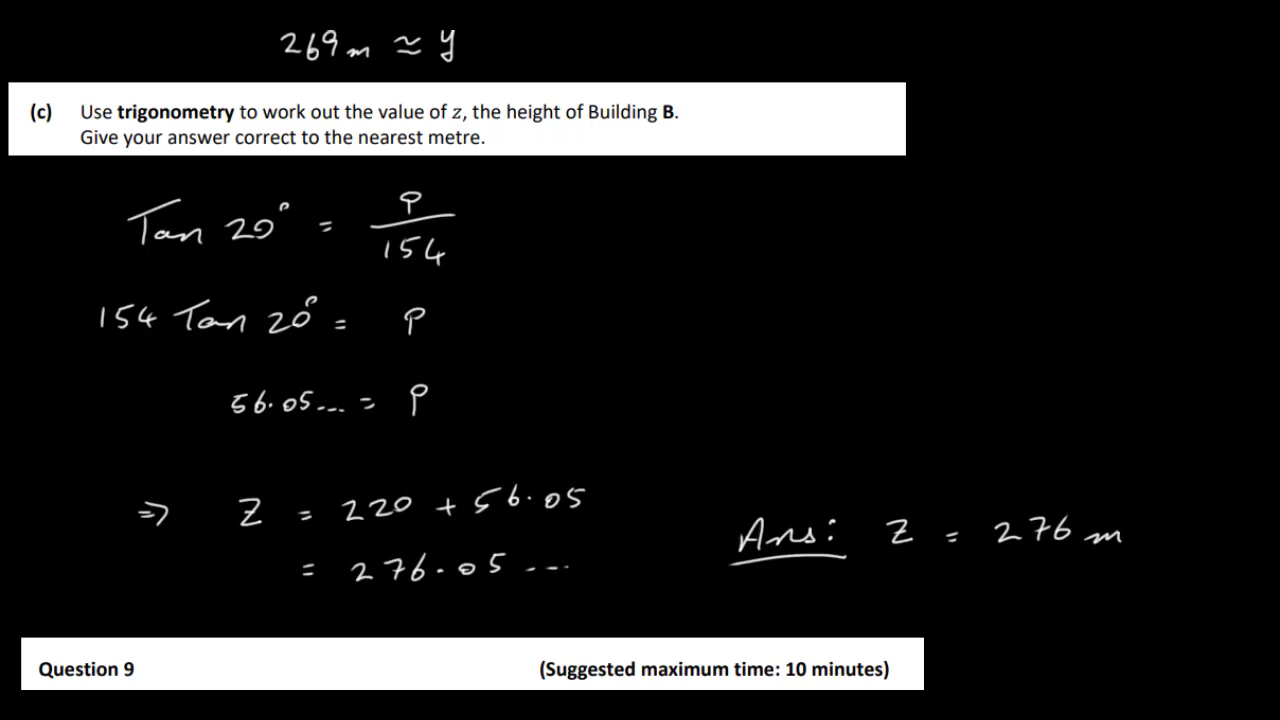 269m ≈ y
(c) Use trigonometry to work out the value of z, the height of Building B.
Give your answer correct to the nearest metre.
Tan 20° = P/154
154 Tan 20° = P
56.05... = P
=> Z = 220 + 56.05
= 276.05 ....
Ans: Z = 276 m
Question 9 (Suggested maximum time: 10 minutes)